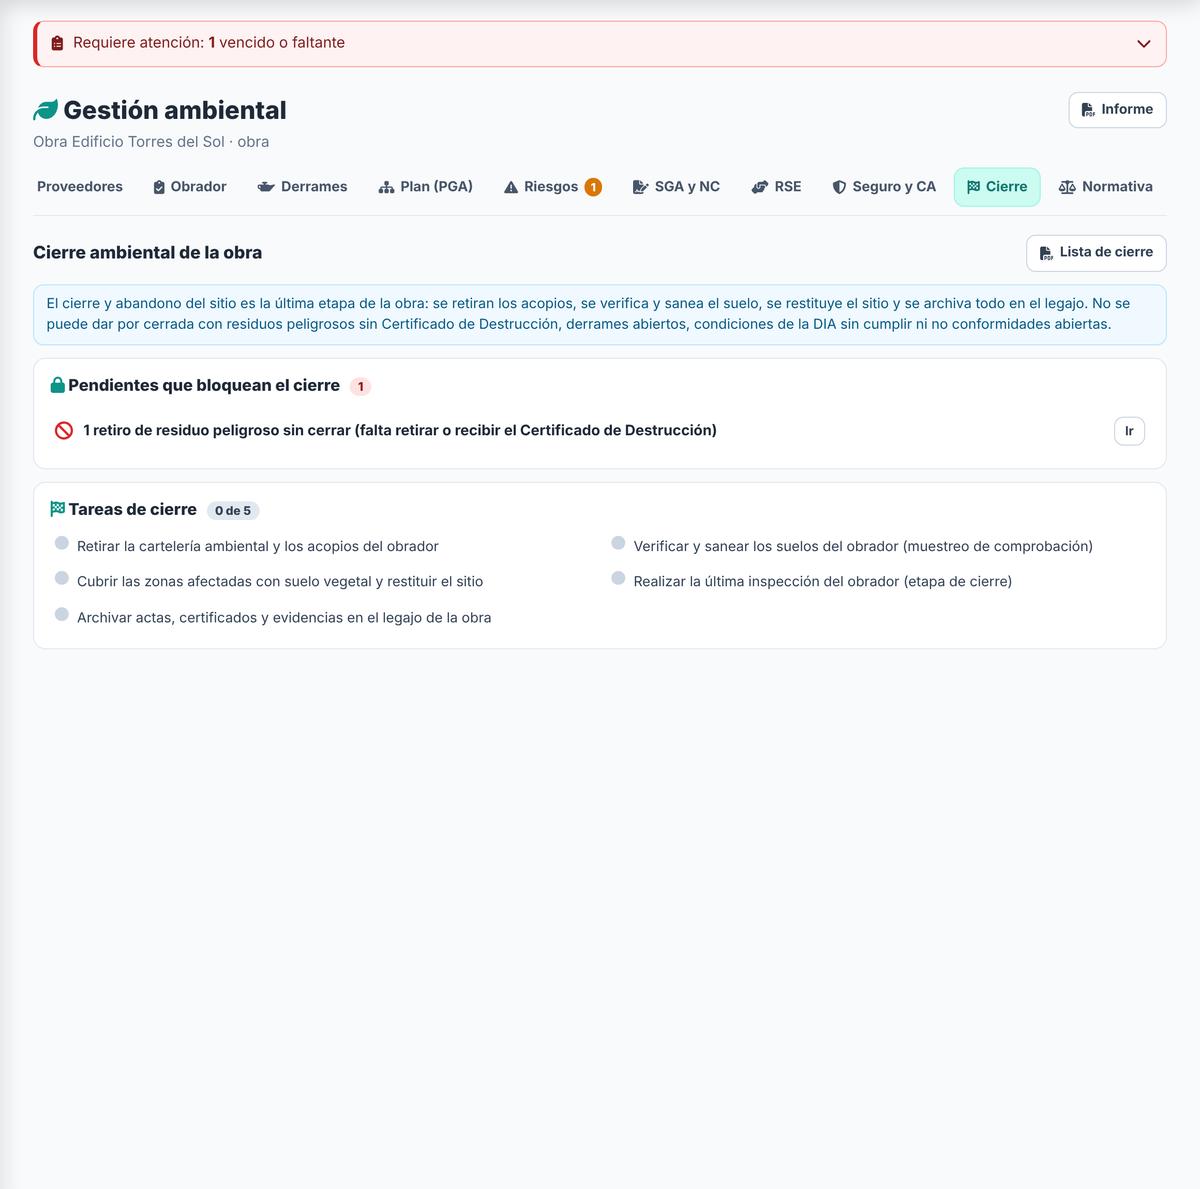 Requiere atención: 1 vencido o faltante
Gestión ambiental
Informe
Obra Edificio Torres del Sol · obra
Proveedores
Obrador
Derrames
Plan (PGA)
Riesgos 1
SGA y NC
RSE
Seguro y CA
Cierre
Normativa
Cierre ambiental de la obra
Lista de cierre
El cierre y abandono del sitio es la última etapa de la obra: se retiran los acopios, se verifica y sanea el suelo, se restituye el sitio y se archiva todo en el legajo. No se
puede dar por cerrada con residuos peligrosos sin Certificado de Destrucción, derrames abiertos, condiciones de la DIA sin cumplir ni no conformidades abiertas.
Pendientes que bloquean el cierre 1
1 retiro de residuo peligroso sin cerrar (falta retirar o recibir el Certificado de Destrucción)
Ir
Tareas de cierre 0 de 5
Retirar la cartelería ambiental y los acopios del obrador
Verificar y sanear los suelos del obrador (muestreo de comprobación)
Cubrir las zonas afectadas con suelo vegetal y restituir el sitio
Realizar la última inspección del obrador (etapa de cierre)
Archivar actas, certificados y evidencias en el legajo de la obra